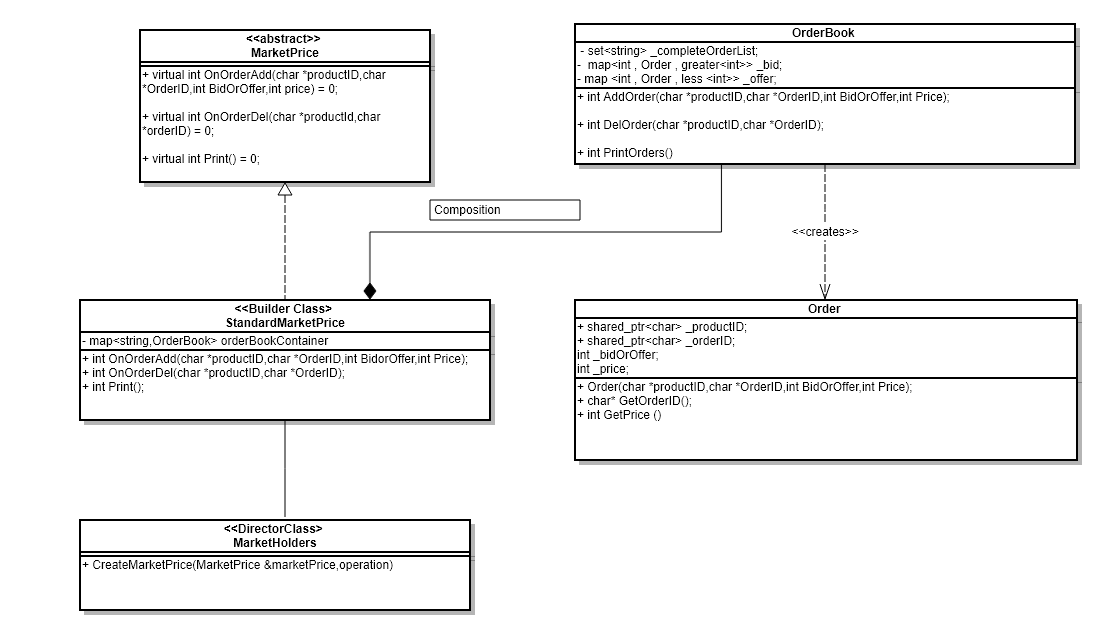 <<abstract>>
MarketPrice
+ virtual int OnOrderAdd(char *productID,char
*OrderID,int BidOrOffer,int price) = 0;
+ virtual int OnOrderDel(char *productId,char
*orderID) = 0;
+ virtual int Print() = 0;
OrderBook
- set<string> _completeOrderList;
- map<int , Order , greater<int>> _bid;
- map <int , Order , less <int>> _offer;
+ int AddOrder(char *productID,char *OrderID,int BidOrOffer,int Price);
+ int DelOrder(char *productID,char *OrderID);
+ int PrintOrders()
Composition
<<creates>>
<<Builder Class>>
StandardMarketPrice
- map<string,OrderBook> orderBookContainer
+ int OnOrderAdd(char *productID,char *OrderID,int BidorOffer,int Price);
+ int OnOrderDel(char *productID,char *OrderID);
+ int Print();
Order
+ shared_ptr<char> _productID;
+ shared_ptr<char> _orderID;
int _bidOrOffer;
int _price;
+ Order(char *productID,char *OrderID,int BidOrOffer,int Price);
+ char* GetOrderID();
+ int GetPrice ()
<<DirectorClass>
MarketHolders
+ CreateMarketPrice(MarketPrice &marketPrice,operation)